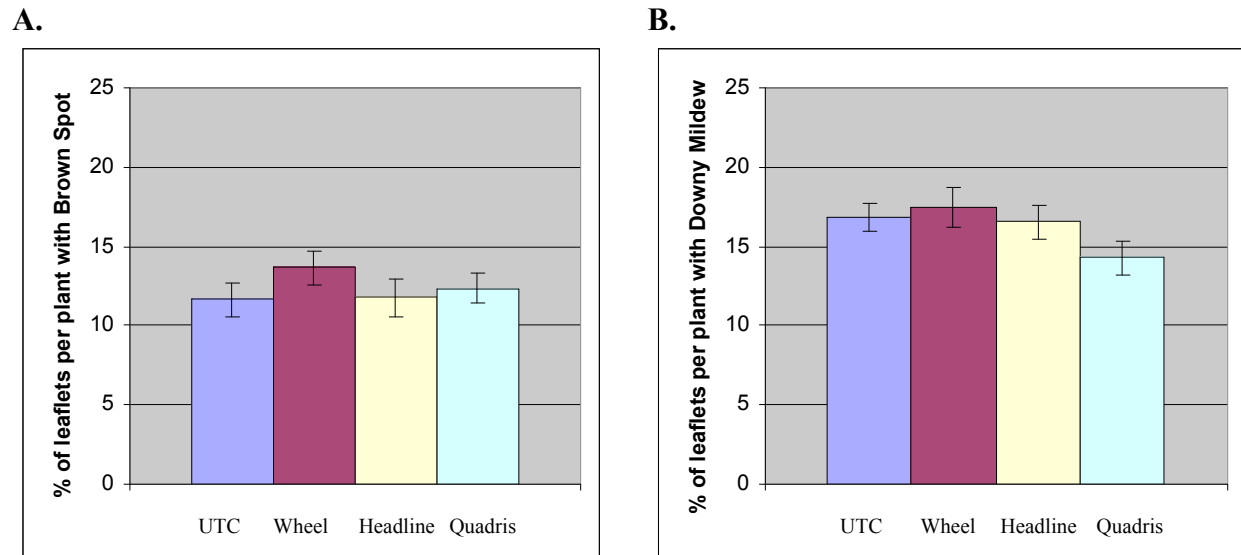 A.
% of leaflets per plant with Brown Spot
25
20
15
10
5
0
UTC Wheel Headline Quadris
B.
% of leaflets per plant with Downy Mildew
25
20
15
10
5
0
UTC Wheel Headline Quadris